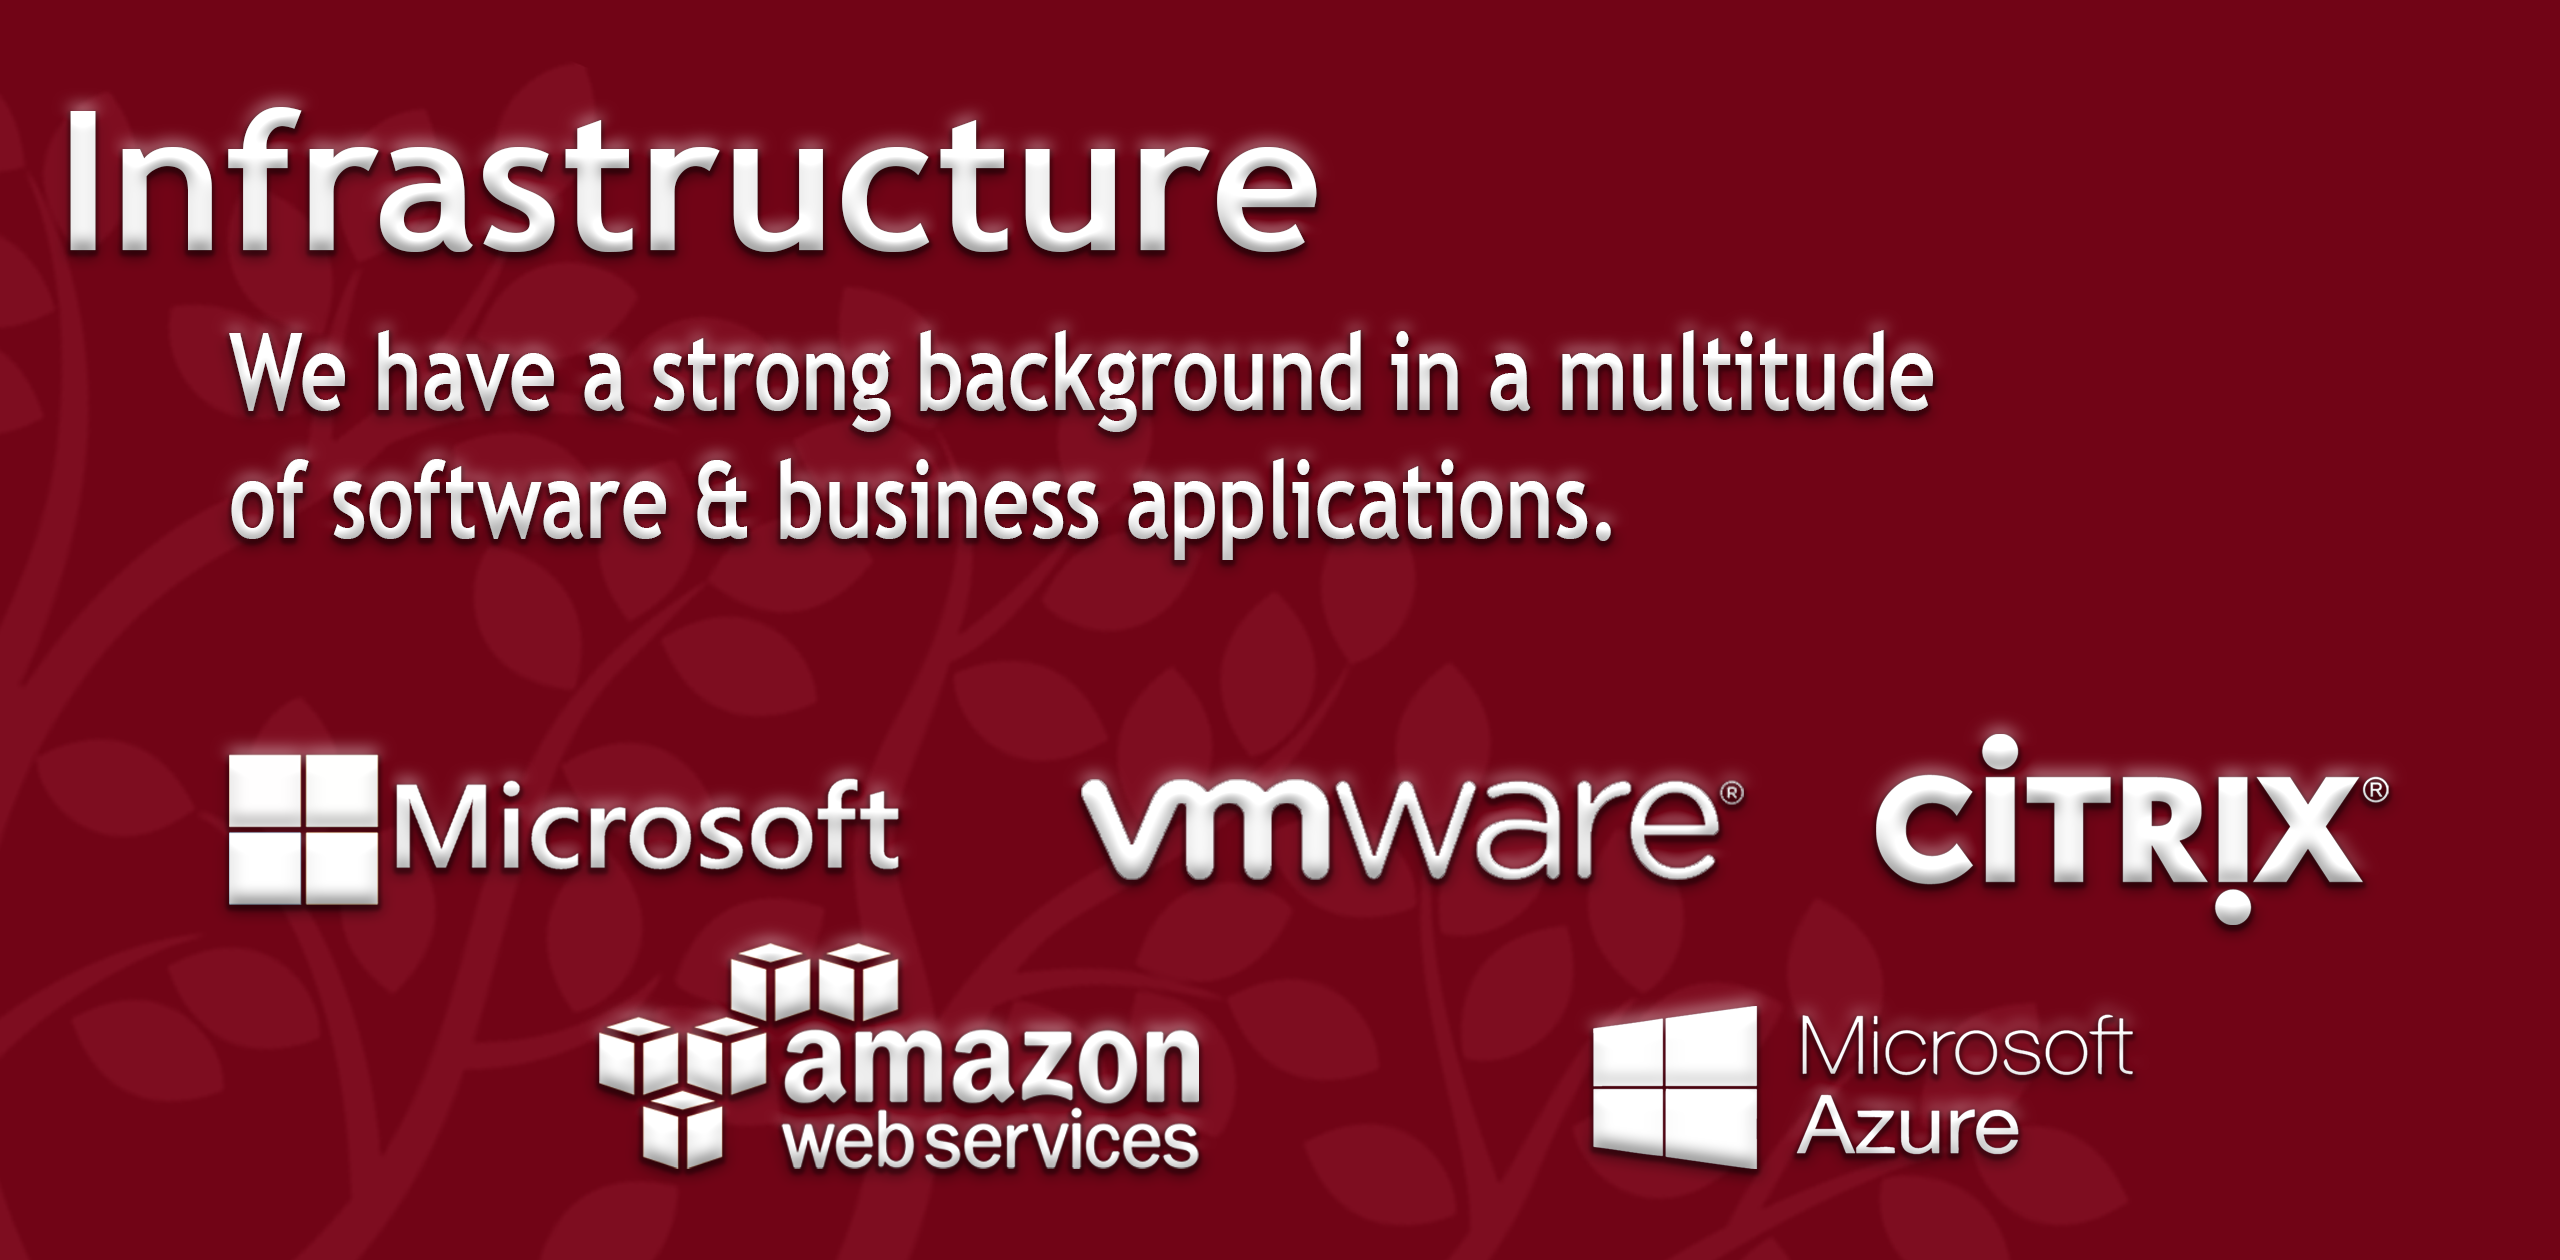 Infrastructure
We have a strong background in a multitude
of software & business applications.
Microsoft
vmware®
CiTRiX®
amazon
web services
Microsoft
Azure